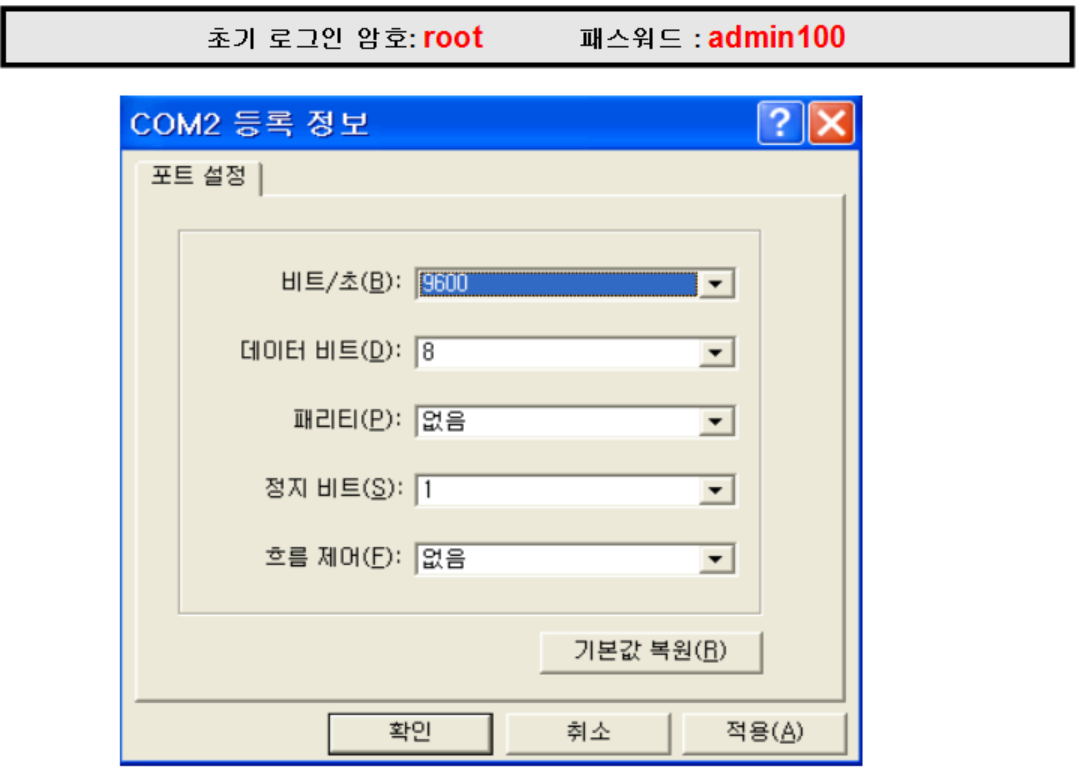 초기 로그인 암호: root 패스워드 : admin100
COM2 등록 정보
포트 설정
비트/초(B): 9600
데이터 비트(D): 8
패리티(P): 없음
정지 비트(S): 1
흐름 제어(F): 없음
기본값 복원(R)
확인 취소 적용(A)